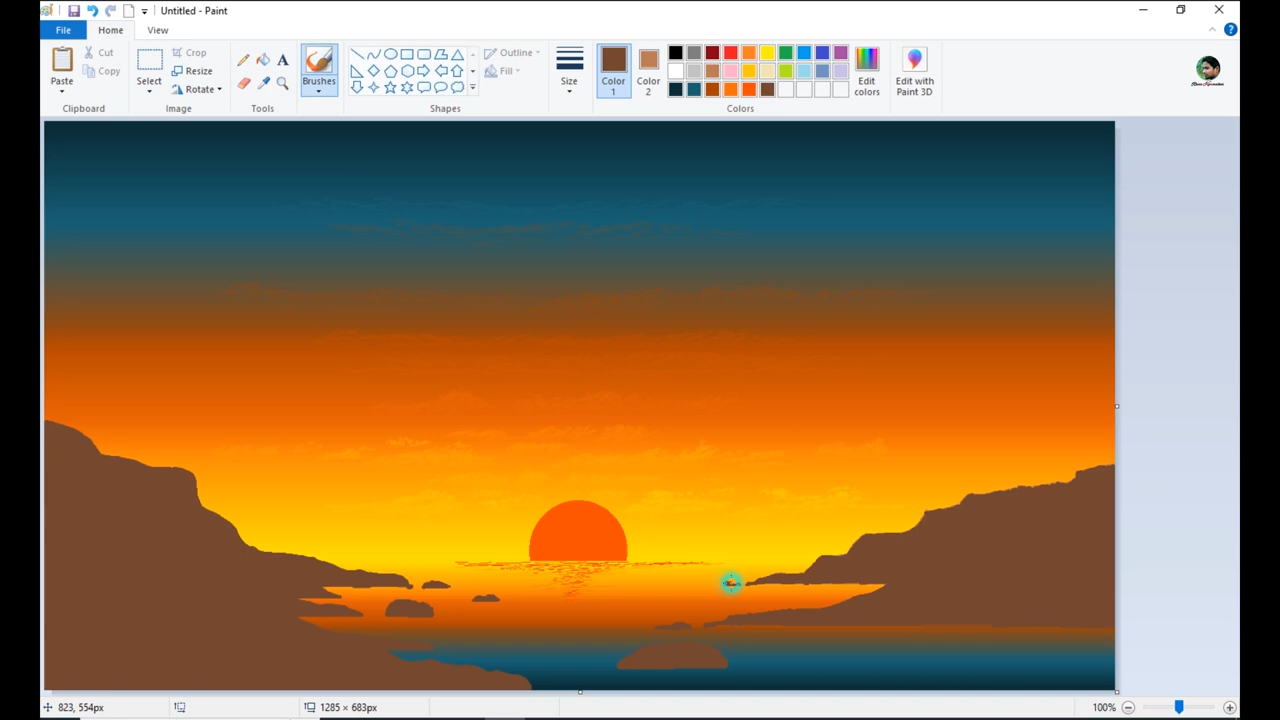 Untitled - Paint
File Home View
Paste
Cut
Copy
Clipboard
Select
Crop
Resize
Rotate
Image
Tools
Brushes
Shapes
Outline
Fill
Size
Color 1
Color 2
Colors
Edit colors
Edit with Paint 3D
823, 554px
1285 × 683px
100%